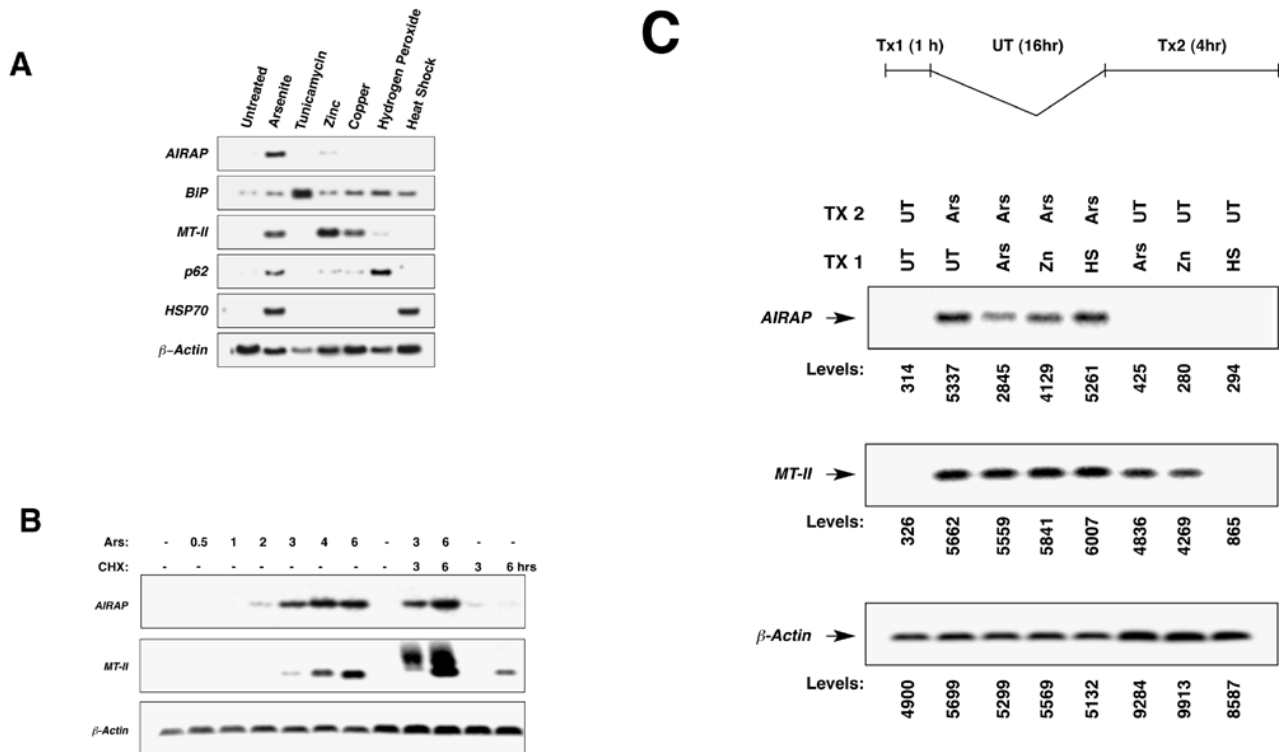 A
Untreated
Arsenite
Tunicamycin
Zinc
Copper
Hydrogen Peroxide
Heat Shock
AIRAP
BIP
MT-II
p62
HSP70
β-Actin
B
Ars: - 0.5 1 2 3 4 6 - 3 6 - -
CHX: - - - - - - - - 3 6 3 6 hrs
AIRAP
MT-II
β-Actin
C
Tx1 (1 h) UT (16hr) Tx2 (4hr)
TX 2 UT Ars Ars Ars Ars UT UT UT
TX 1 UT UT Ars Zn HS Ars Zn HS
AIRAP
Levels: 314 5337 2845 4129 5261 425 280 294
MT-II
Levels: 326 5662 5559 5841 6007 4836 4269 865
β-Actin
Levels: 4900 5699 5299 5569 5132 9284 9913 8587